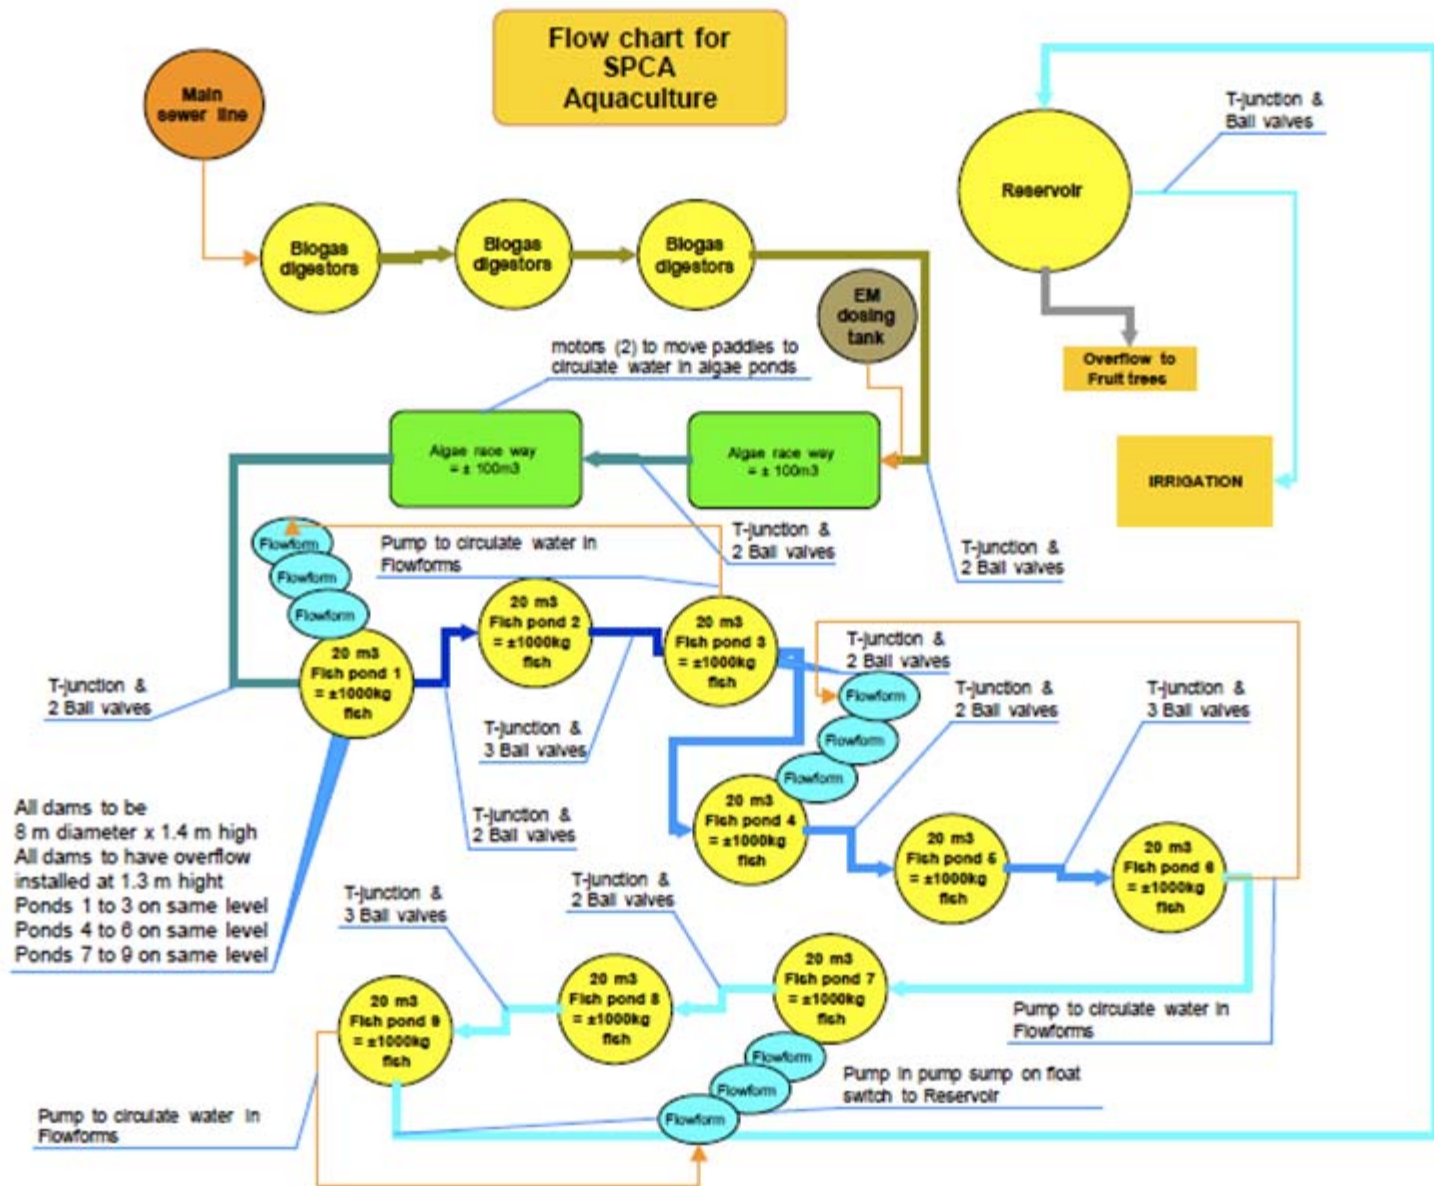 Flow chart for
SPCA
Aquaculture
Main
sewer line
T-junction &
Ball valves
Reservoir
Biogas
digestors
Biogas
digestors
Biogas
digestors
EM
dosing
tank
motors (2) to move paddles to
circulate water in algae ponds
Overflow to
Fruit trees
Algae race way
= ± 100m3
Algae race way
= ± 100m3
IRRIGATION
Flowform
Flowform
Flowform
Pump to circulate water in
Flowforms
T-junction &
2 Ball valves
T-junction &
2 Ball valves
20 m3
Fish pond 1
= ±1000kg
fish
20 m3
Fish pond 2
= ±1000kg
fish
20 m3
Fish pond 3
= ±1000kg
fish
T-junction &
2 Ball valves
T-junction &
2 Ball valves
T-junction &
3 Ball valves
T-junction &
2 Ball valves
Flowform
Flowform
Flowform
T-junction &
2 Ball valves
T-junction &
3 Ball valves
All dams to be
8 m diameter x 1.4 m high
All dams to have overflow
installed at 1.3 m hight
Ponds 1 to 3 on same level
Ponds 4 to 6 on same level
Ponds 7 to 9 on same level
20 m3
Fish pond 4
= ±1000kg
fish
20 m3
Fish pond 5
= ±1000kg
fish
20 m3
Fish pond 6
= ±1000kg
fish
T-junction &
3 Ball valves
T-junction &
2 Ball valves
20 m3
Fish pond 7
= ±1000kg
fish
20 m3
Fish pond 8
= ±1000kg
fish
20 m3
Fish pond 9
= ±1000kg
fish
Pump to circulate water in
Flowforms
Flowform
Flowform
Flowform
Pump in pump sump on float
switch to Reservoir
Pump to circulate water in
Flowforms